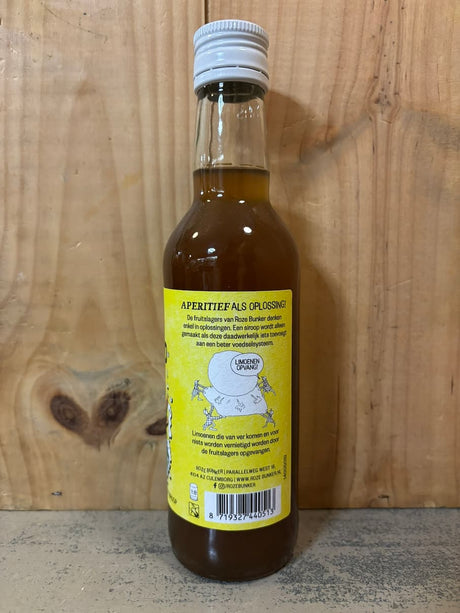 APERITIEF ALS OPLOSSING!
De fruitslagers van Roze Bunker denken
enkel in oplossingen. Een siroop wordt alleen
gemaakt als deze daadwerkelijk iets toevoegt
aan een beter voedselsysteem.
LIMOENEN
OPVANG!
Limoenen die van ver komen en voor
niets worden vernietigd worden door
de fruitslagers opgevangen.
ROZE BUNKER | PARALLELWEG WEST 1B,
4104 AZ CULEMBORG | WWW.ROZE BUNKER.NL
ROZEBUNKER
8 719327 440513